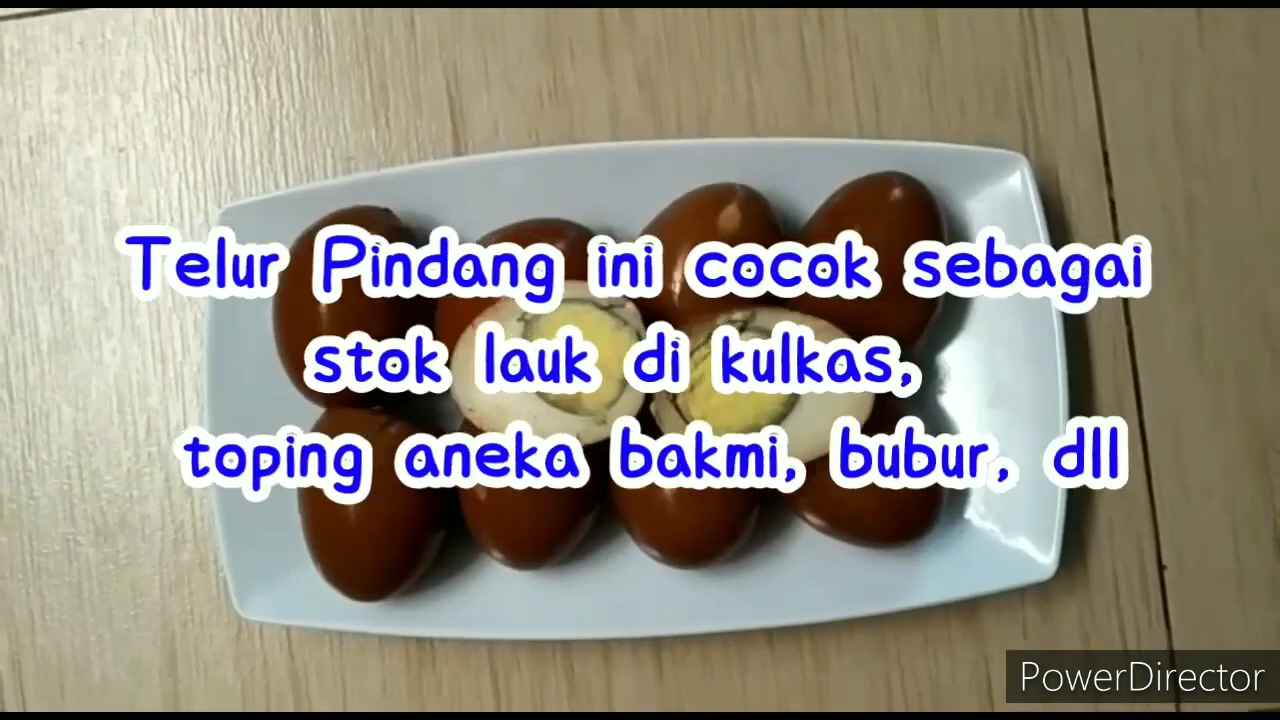 Telur Pindang ini cocok sebagai
stok lauk di kulkas,
toping aneka bakmi, bubur, dll
PowerDirector